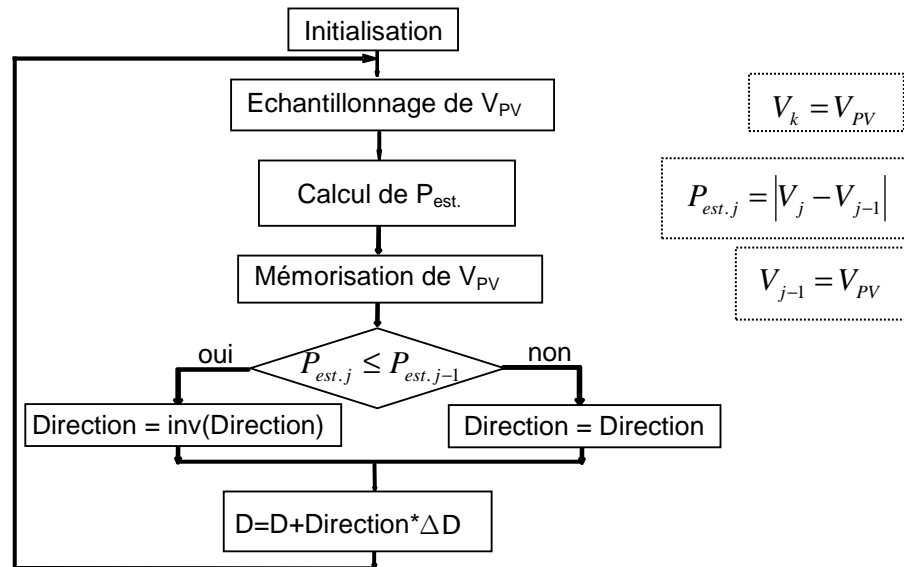 Initialisation
Echantillonnage de V_PV
V_k = V_PV
Calcul de P_est.
P_est.j = |V_j − V_j−1|
Mémorisation de V_PV
V_j−1 = V_PV
oui
P_est.j ≤ P_est.j−1
non
Direction = inv(Direction)
Direction = Direction
D=D+Direction*ΔD